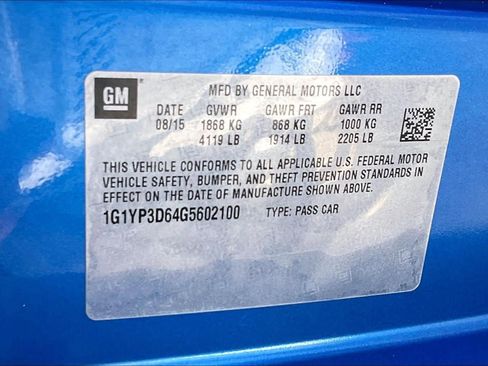 GM
MFD BY GENERAL MOTORS LLC
DATE GVWR GAWR FRT GAWR RR
08/15 1868 KG 868 KG 1000 KG
4119 LB 1914 LB 2205 LB
THIS VEHICLE CONFORMS TO ALL APPLICABLE U.S. FEDERAL MOTOR
VEHICLE SAFETY, BUMPER, AND THEFT PREVENTION STANDARDS IN
EFFECT ON THE DATE OF MANUFACTURE SHOWN ABOVE.
1G1YP3D64G5602100 TYPE: PASS CAR